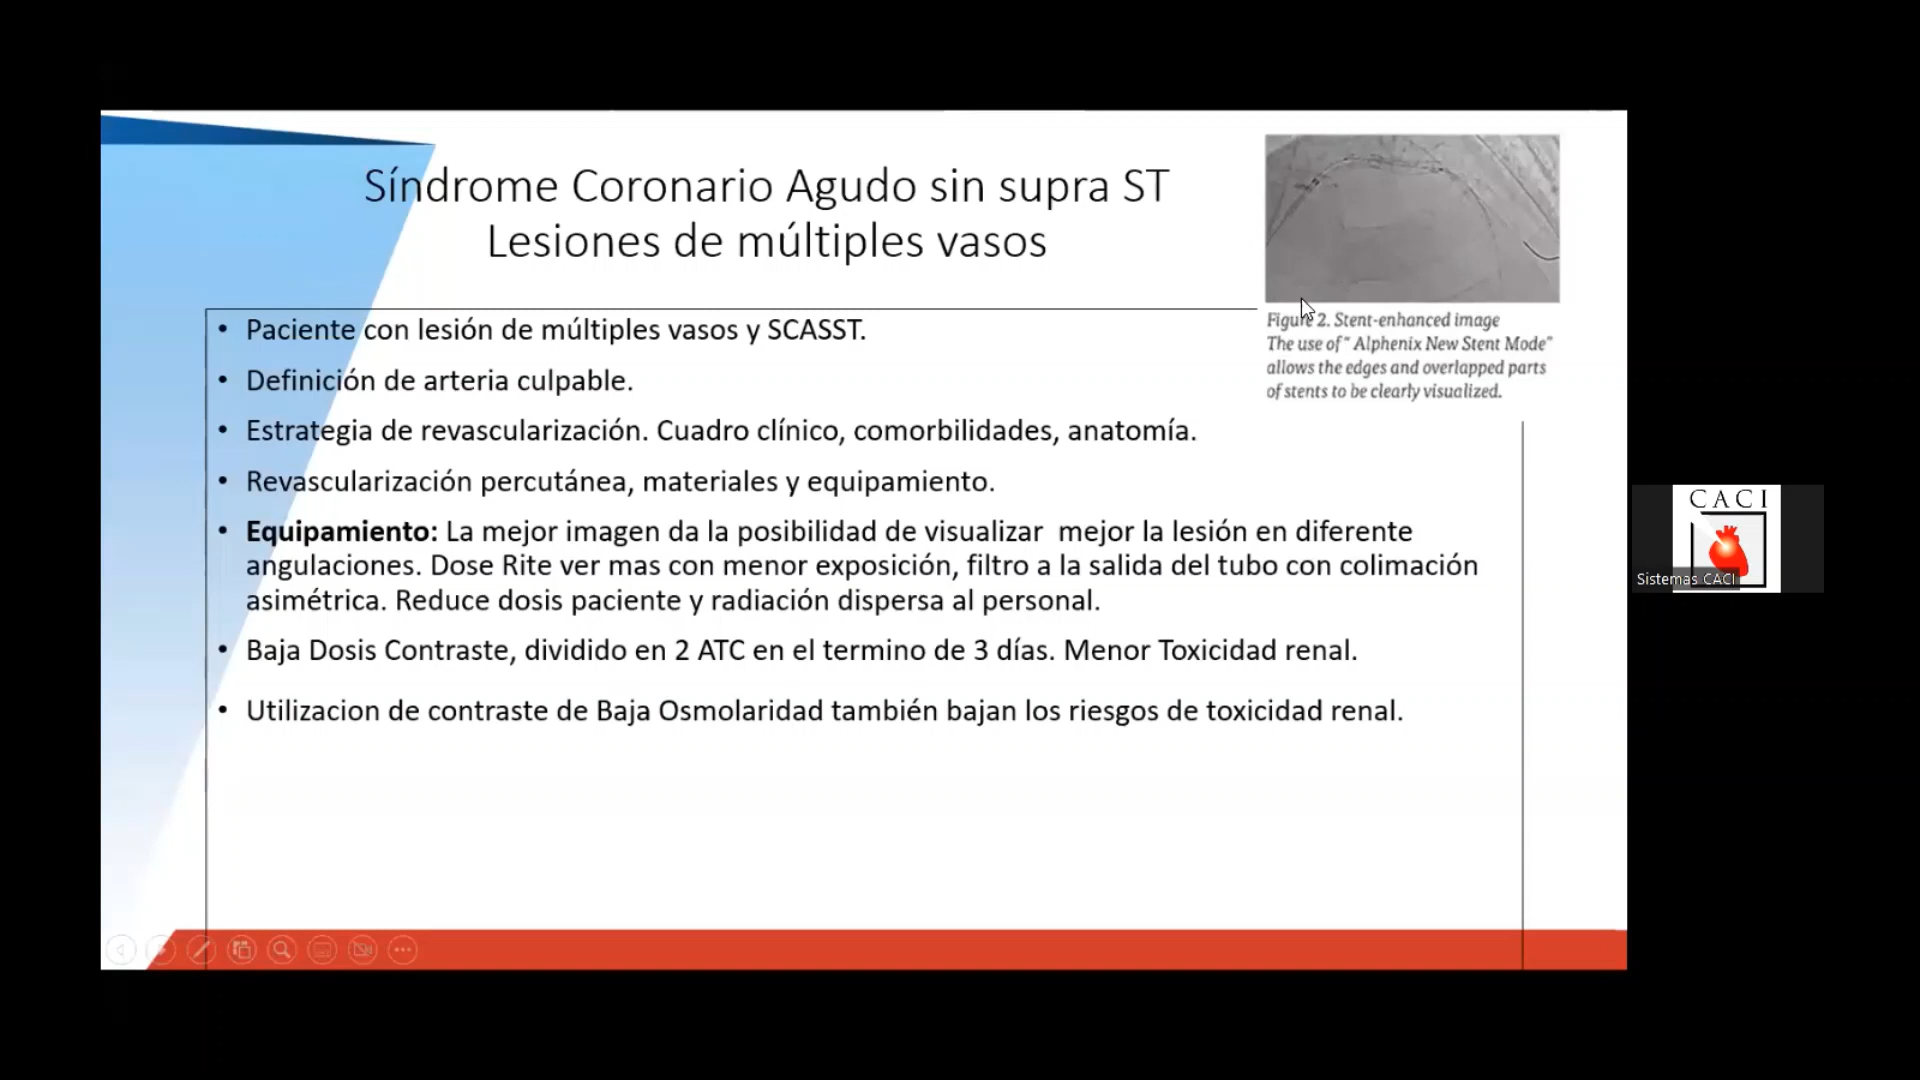 Síndrome Coronario Agudo sin supra ST
Lesiones de múltiples vasos
Figure 2. Stent-enhanced image
The use of " Alphenix New Stent Mode"
allows the edges and overlapped parts
of stents to be clearly visualized.
• Paciente con lesión de múltiples vasos y SCASST.
• Definición de arteria culpable.
• Estrategia de revascularización. Cuadro clínico, comorbilidades, anatomía.
• Revascularización percutánea, materiales y equipamiento.
• Equipamiento: La mejor imagen da la posibilidad de visualizar mejor la lesión en diferente
angulaciones. Dose Rite ver mas con menor exposición, filtro a la salida del tubo con colimación
asimétrica. Reduce dosis paciente y radiación dispersa al personal.
• Baja Dosis Contraste, dividido en 2 ATC en el termino de 3 días. Menor Toxicidad renal.
• Utilizacion de contraste de Baja Osmolaridad también bajan los riesgos de toxicidad renal.
CACI
Sistemas CACI